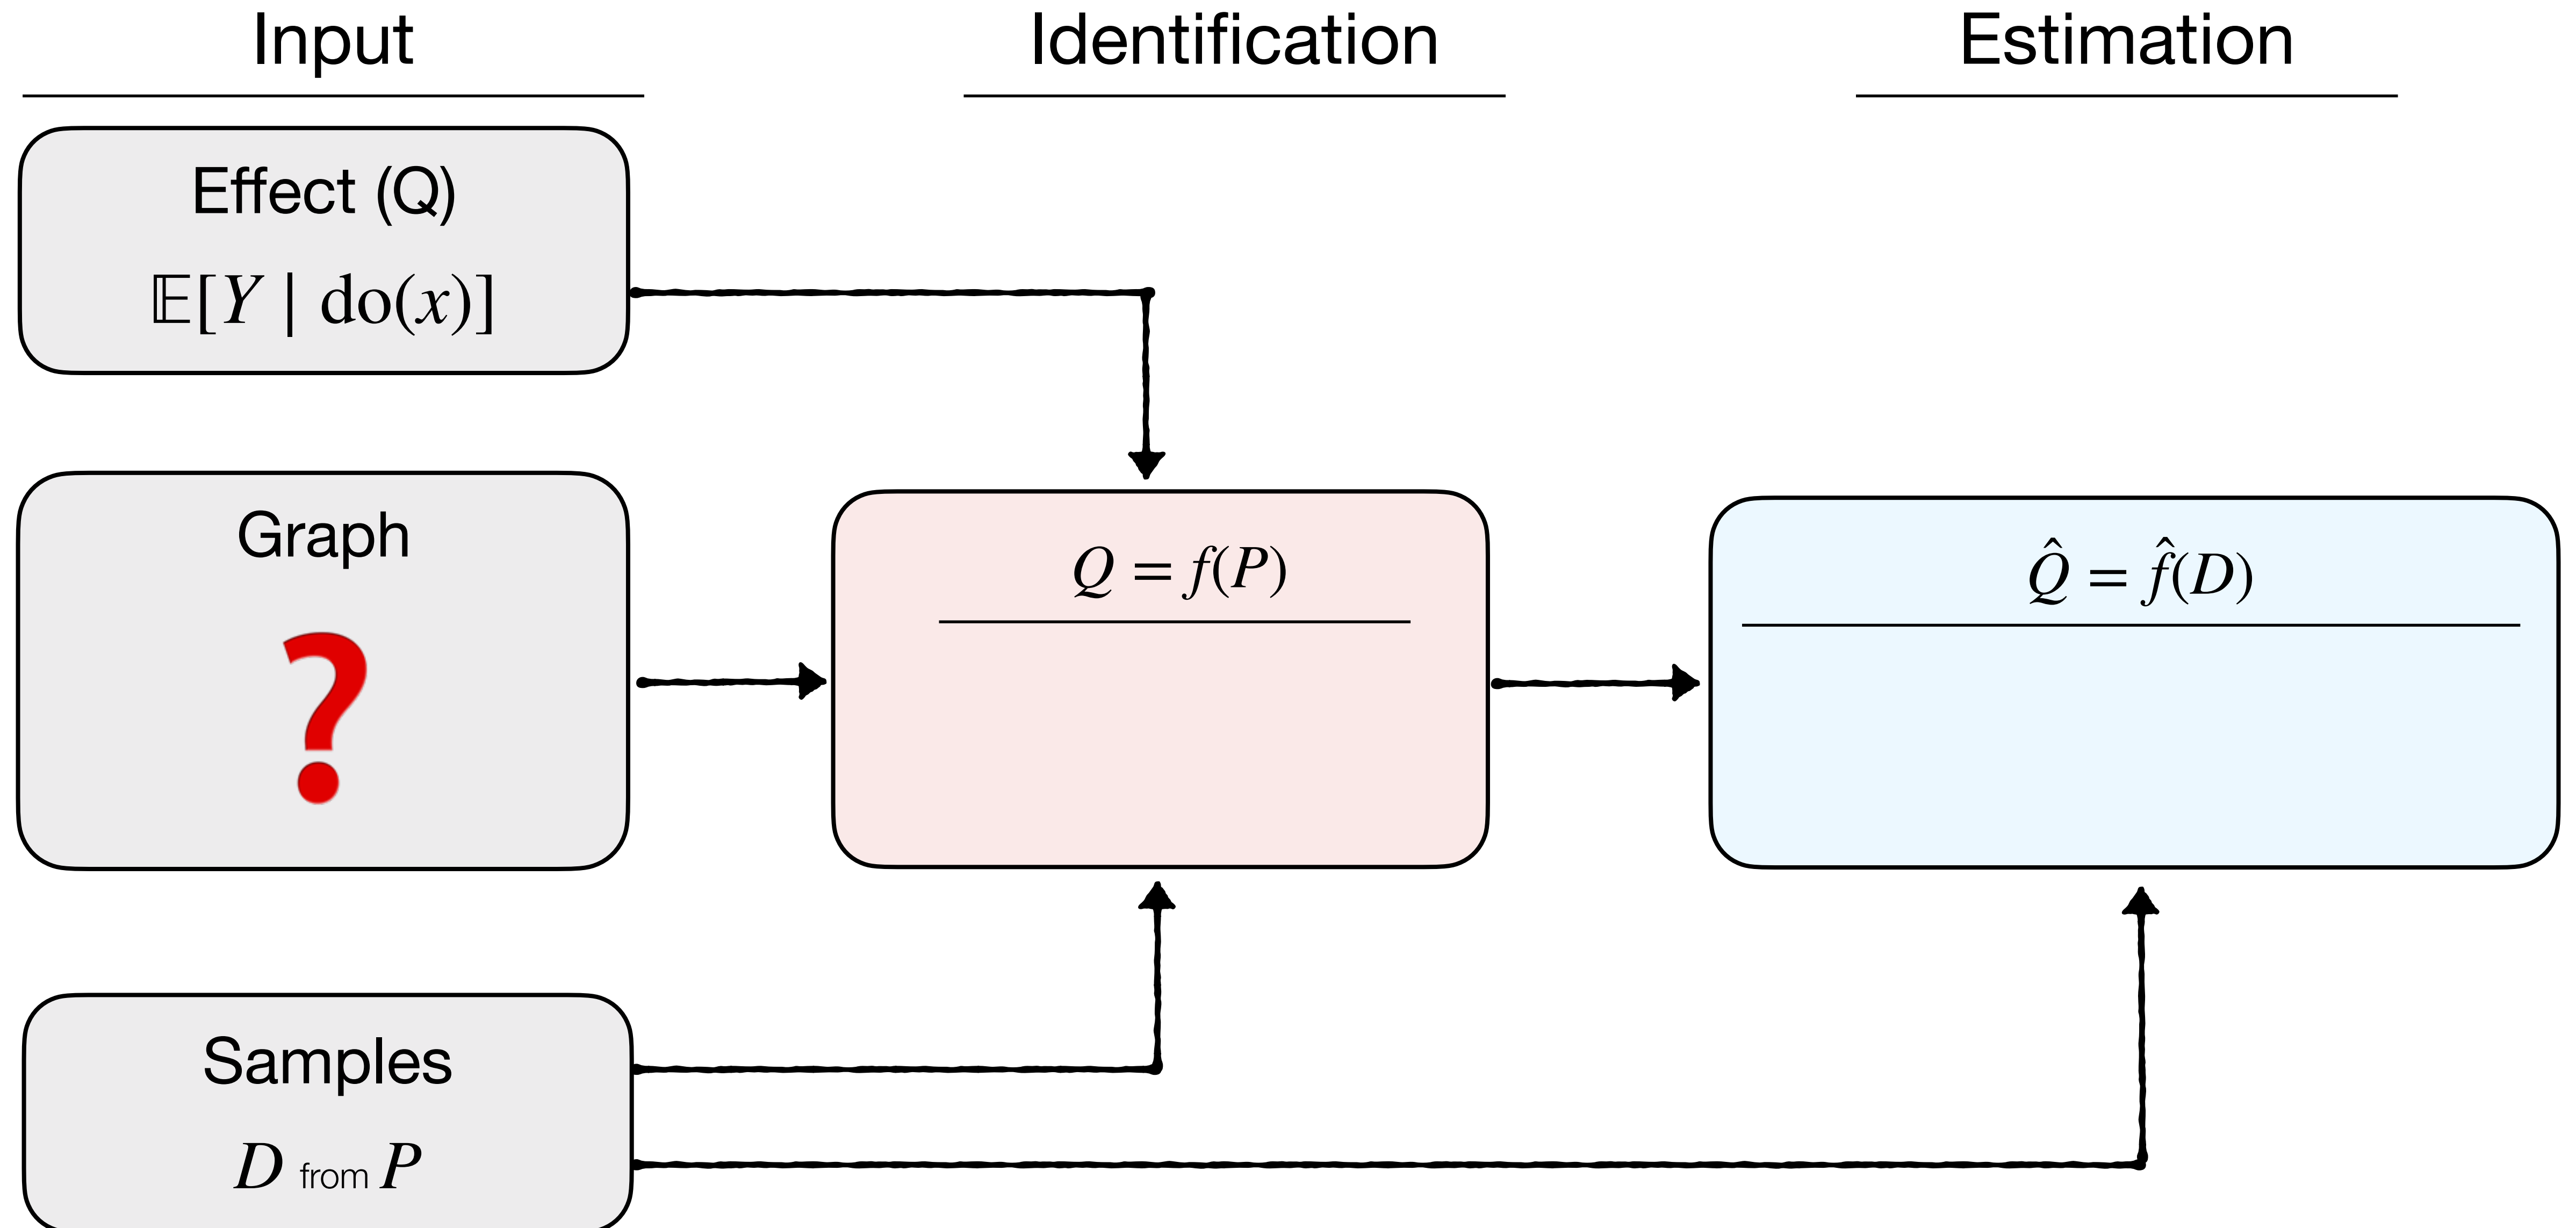 Input
Identification
Estimation
Effect (Q)
𝔼[Y | do(x)]
Graph
?
Q = f(P)
Q̂ = f̂(D)
Samples
D from P